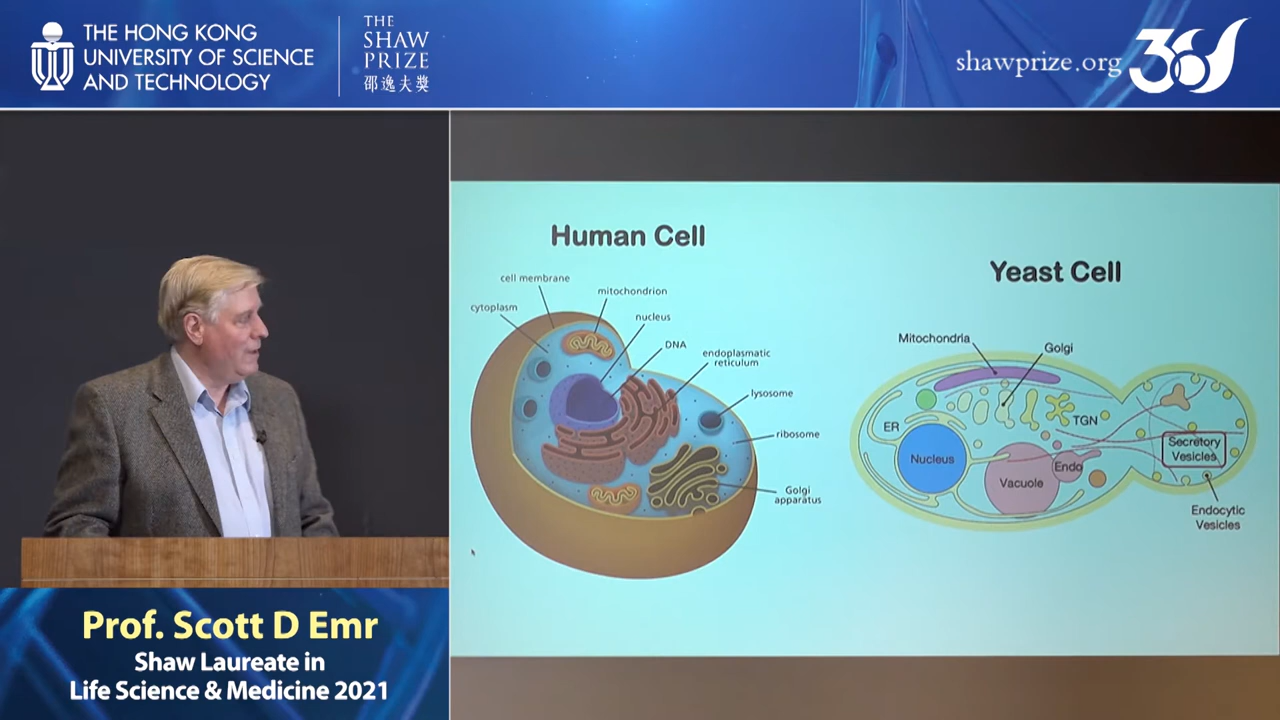 THE HONG KONG
UNIVERSITY OF SCIENCE
AND TECHNOLOGY
THE
SHAW
PRIZE
邵逸夫獎
shawprize.org
Human Cell
cell membrane
mitochondrion
cytoplasm
nucleus
DNA
endoplasmatic
reticulum
lysosome
ribosome
Golgi
apparatus
Yeast Cell
Mitochondria
Golgi
TGN
ER
Nucleus
Vacuole
Endo
Secretory
Vesicles
Endocytic
Vesicles
Prof. Scott D Emr
Shaw Laureate in
Life Science & Medicine 2021